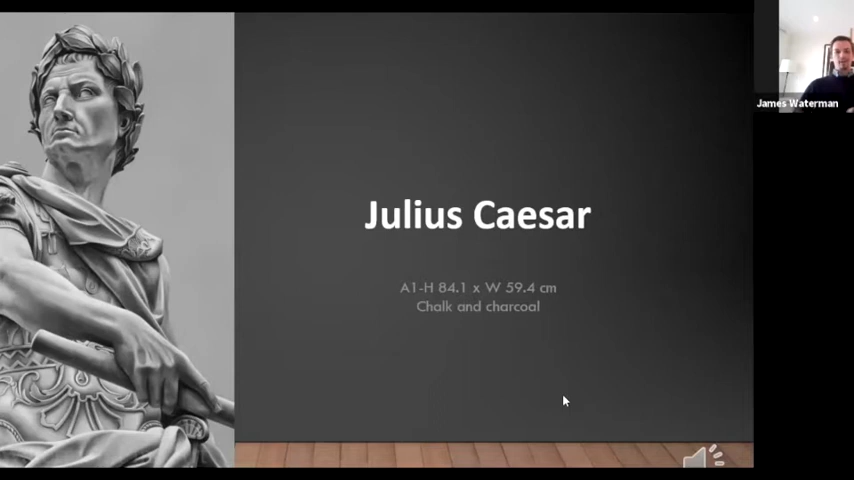 Julius Caesar
A1-H 84.1 x W 59.4 cm
Chalk and charcoal
James Waterman